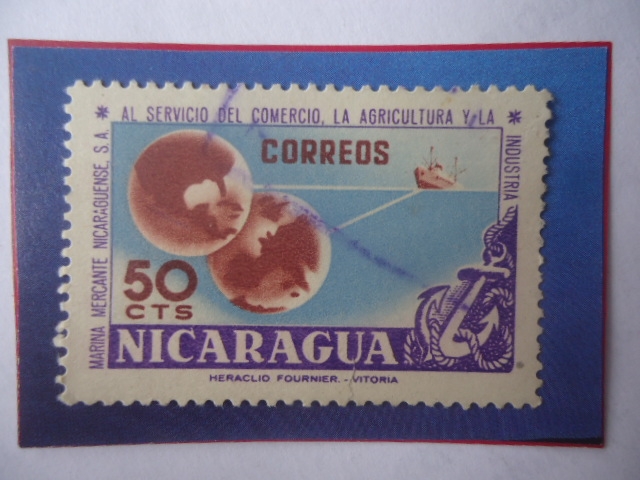 MARINA MERCANTE NICARAGUENSE, S.A. * AL SERVICIO DEL COMERCIO, LA AGRICULTURA Y LA * INDUSTRIA
CORREOS
50
CTS
NICARAGUA
HERACLIO FOURNIER.-VITORIA